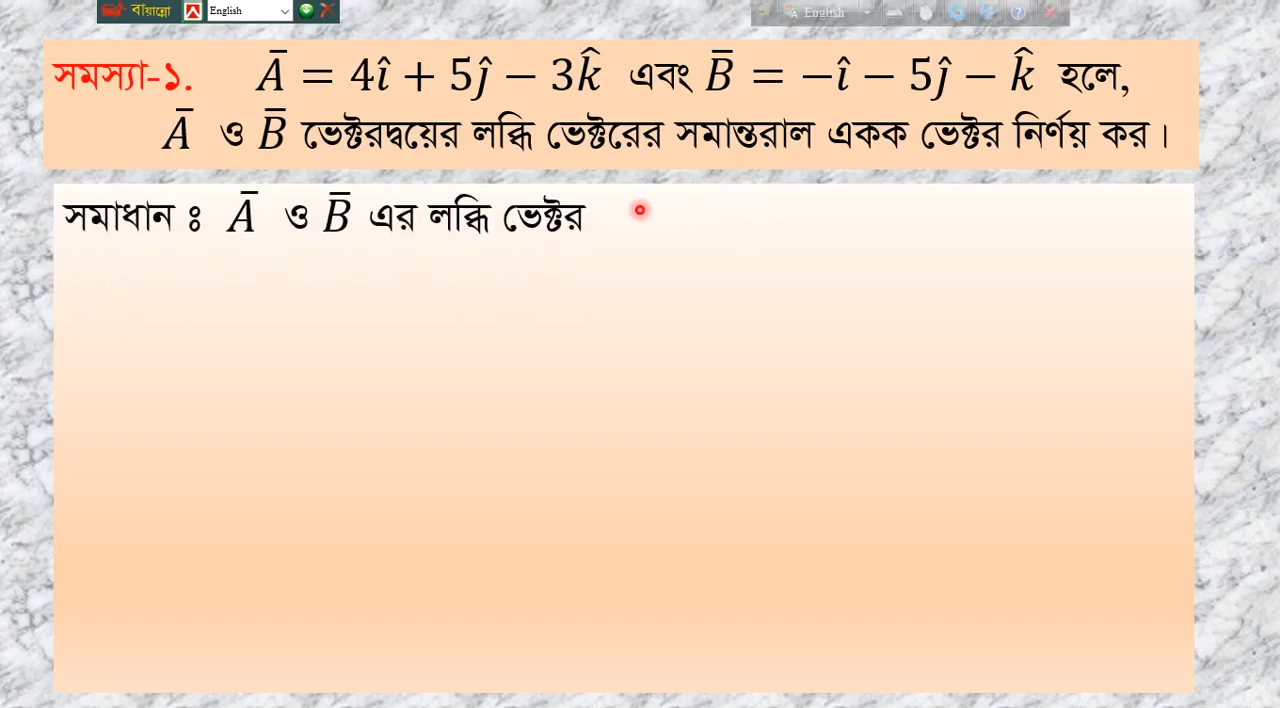 বায়ান্নো English English
সমস্যা-১. A̅ = 4î + 5ĵ − 3k̂ এবং B̅ = −î − 5ĵ − k̂ হলে,
A̅ ও B̅ ভেক্টরদ্বয়ের লব্ধি ভেক্টরের সমান্তরাল একক ভেক্টর নির্ণয় কর।
সমাধান ঃ A̅ ও B̅ এর লব্ধি ভেক্টর